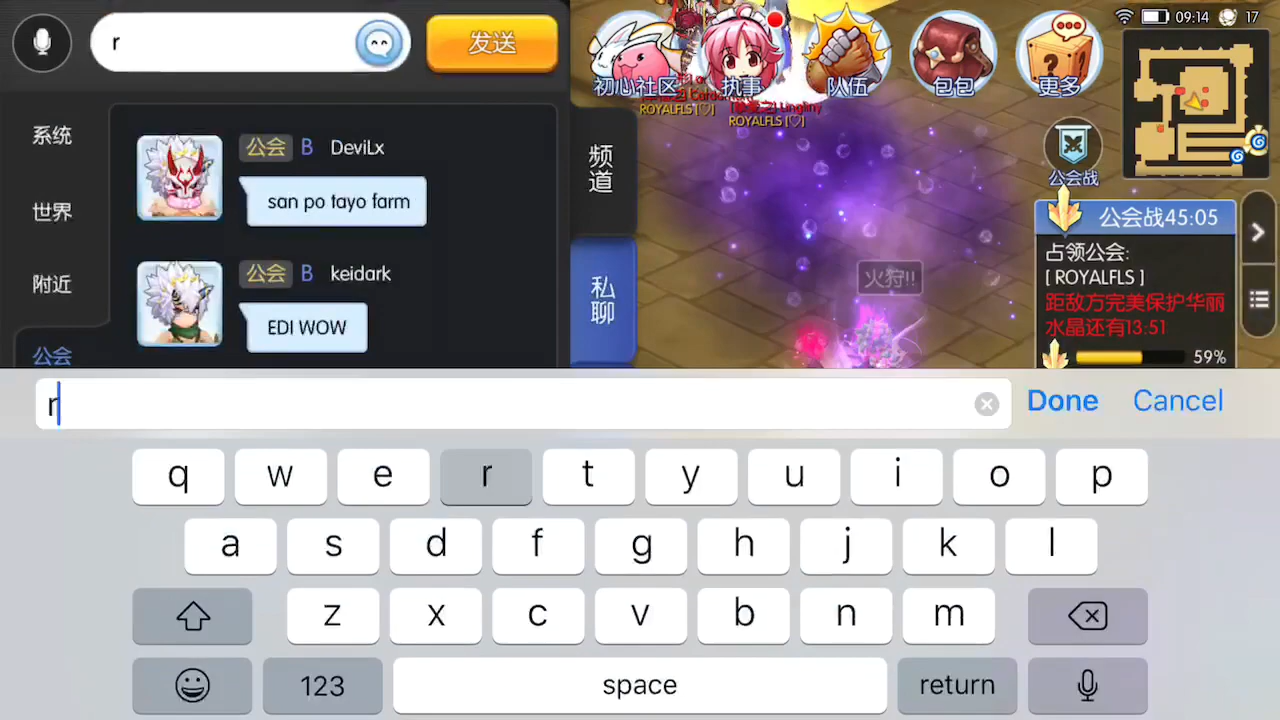 r
发送
系统
世界
附近
公会
公会 B DeviLx
san po tayo farm
公会 B keidark
EDI WOW
频道
私聊
初心社区
执事
队伍
包包
更多
09:14
17
ROYALFLS [♡]
ROYALFLS [♡]
公会战
火狩!!
公会战45:05
占领公会:
[ ROYALFLS ]
距敌方完美保护华丽
水晶还有13:51
59%
r
Done
Cancel
q w e r t y u i o p
a s d f g h j k l
z x c v b n m
123
space
return